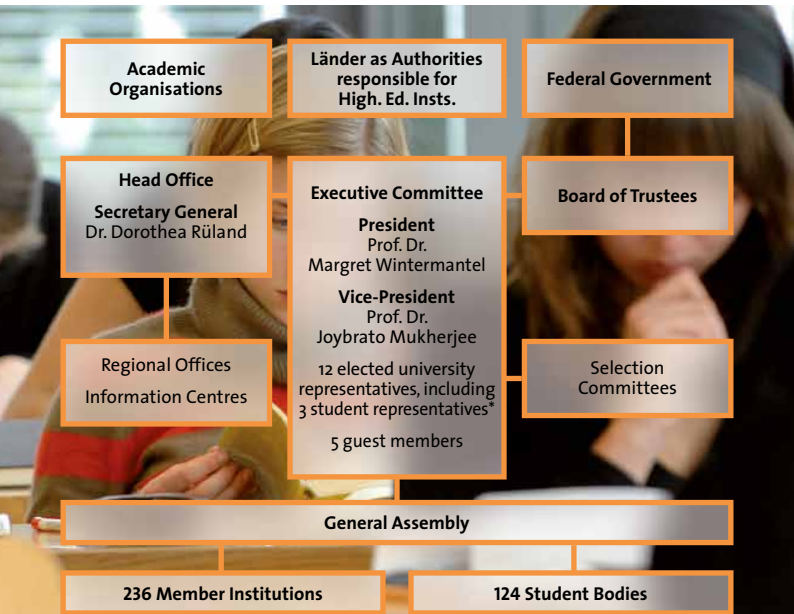 Academic
Organisations
Länder as Authorities
responsible for
High. Ed. Insts.
Federal Government
Head Office
Secretary General
Dr. Dorothea Rüland
Executive Committee
President
Prof. Dr.
Margret Wintermantel
Vice-President
Prof. Dr.
Joybrato Mukherjee
12 elected university
representatives, including
3 student representatives*
5 guest members
Board of Trustees
Regional Offices
Information Centres
Selection
Committees
General Assembly
236 Member Institutions
124 Student Bodies